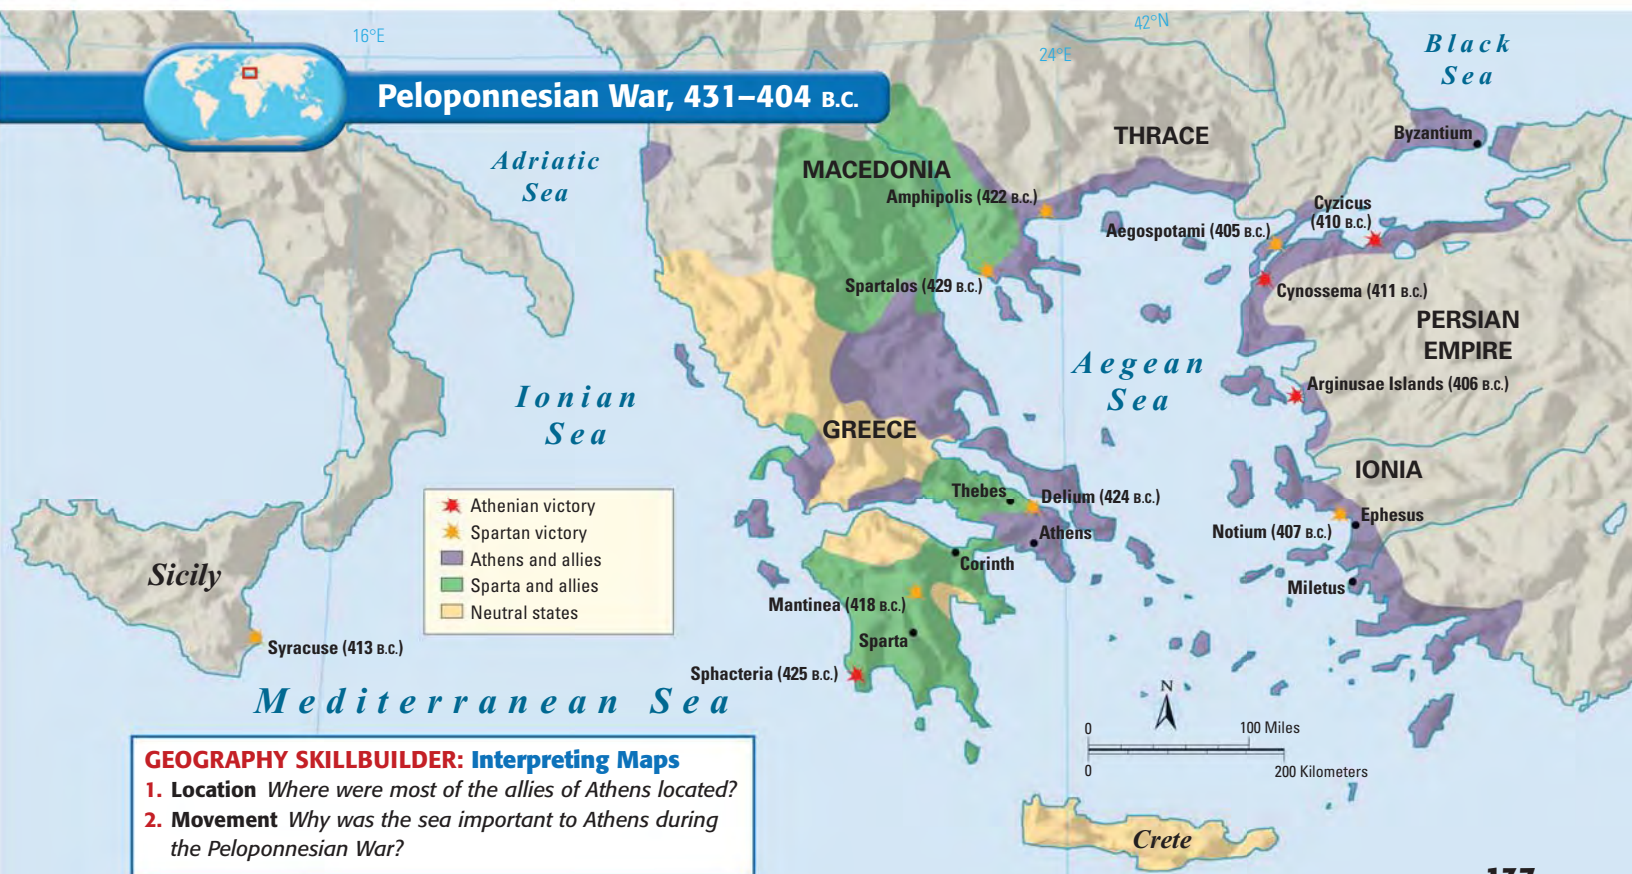 16°E
42°N
24°E
Black
Sea
Peloponnesian War, 431–404 B.C.
Adriatic
Sea
THRACE
Byzantium
MACEDONIA
Amphipolis (422 B.C.)
Cyzicus
(410 B.C.)
Aegospotami (405 B.C.)
Spartalos (429 B.C.)
Cynossema (411 B.C.)
PERSIAN
EMPIRE
Aegean
Sea
Arginusae Islands (406 B.C.)
Ionian
Sea
GREECE
IONIA
Thebes
Delium (424 B.C.)
Athens
Ephesus
Notium (407 B.C.)
Corinth
Miletus
Mantinea (418 B.C.)
Sparta
Sphacteria (425 B.C.)
Athenian victory
Spartan victory
Athens and allies
Sparta and allies
Neutral states
Sicily
Syracuse (413 B.C.)
Mediterranean Sea
N
0 100 Miles
0 200 Kilometers
Crete
GEOGRAPHY SKILLBUILDER: Interpreting Maps
1. Location Where were most of the allies of Athens located?
2. Movement Why was the sea important to Athens during
the Peloponnesian War?